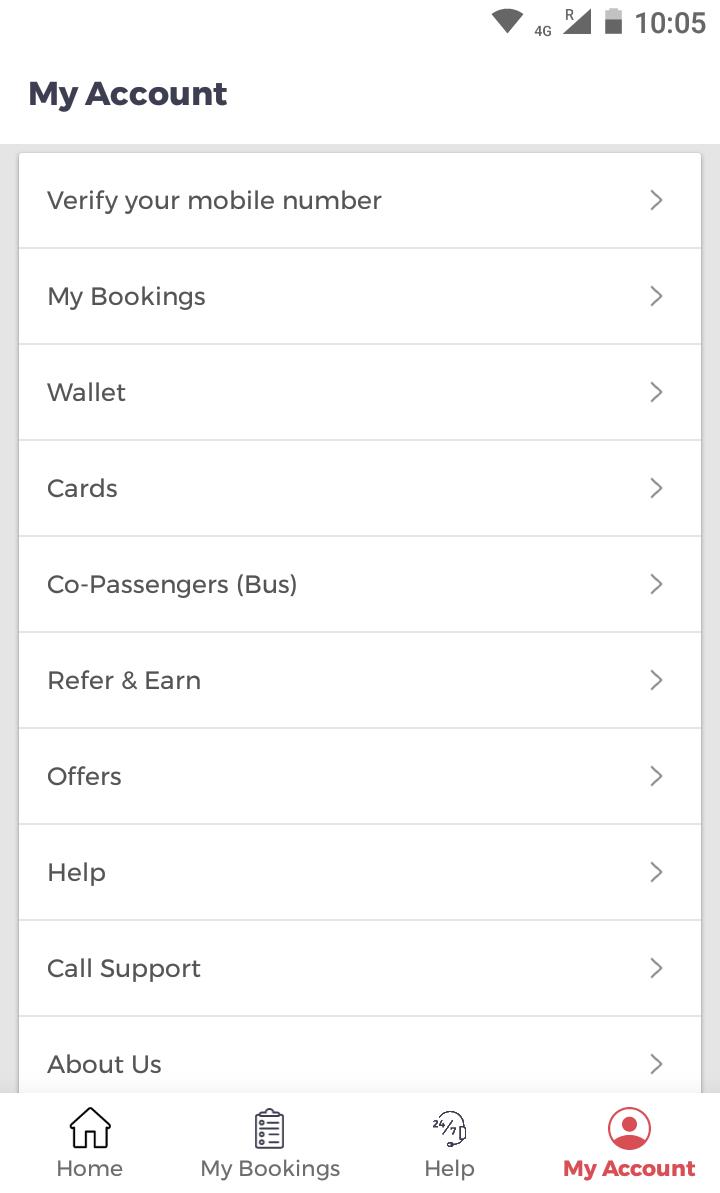 4G R 10:05
My Account
Verify your mobile number
My Bookings
Wallet
Cards
Co-Passengers (Bus)
Refer & Earn
Offers
Help
Call Support
About Us
24/7
Home My Bookings Help My Account